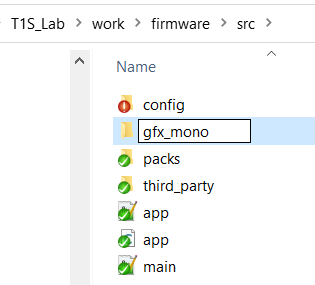 T1S_Lab > work > firmware > src >
Name
config
gfx_mono
packs
third_party
app
app
main